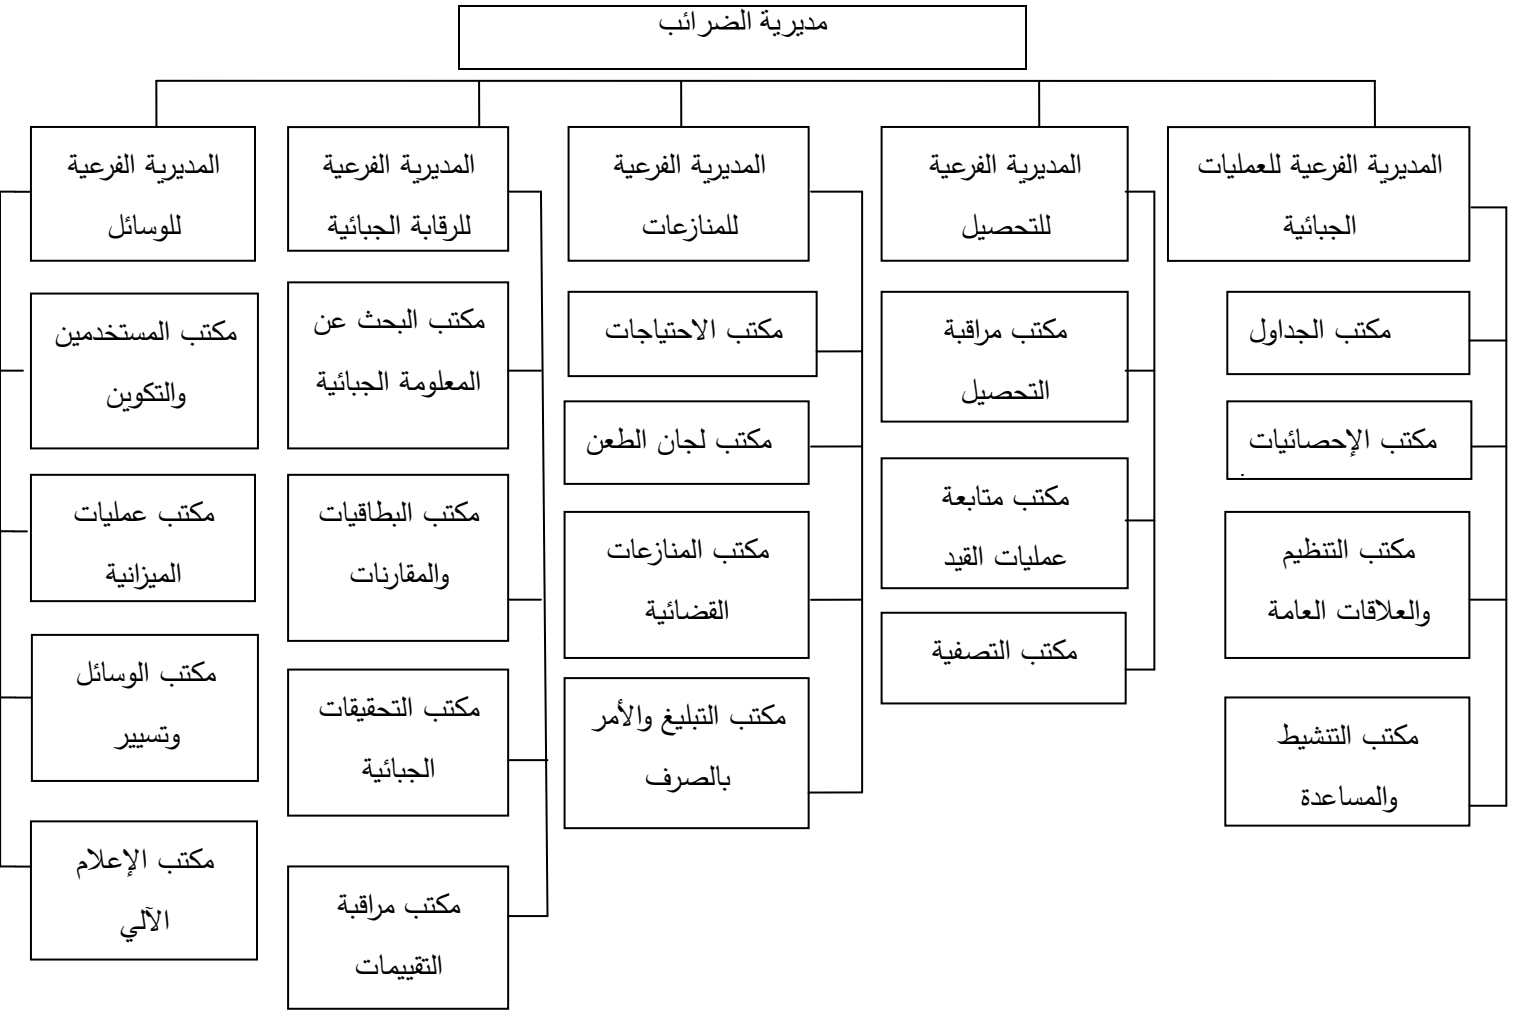 مديرية الضرائب
المديرية الفرعية للعمليات
الجبائية
مكتب الجداول
مكتب الإحصائيات
مكتب التنظيم
والعلاقات العامة
مكتب التنشيط
والمساعدة
المديرية الفرعية
للتحصيل
مكتب مراقبة
التحصيل
مكتب متابعة
عمليات القيد
مكتب التصفية
المديرية الفرعية
للمنازعات
مكتب الاحتياجات
مكتب لجان الطعن
مكتب المنازعات
القضائية
مكتب التبليغ والأمر
بالصرف
المديرية الفرعية
للرقابة الجبائية
مكتب البحث عن
المعلومة الجبائية
مكتب البطاقيات
والمقارنات
مكتب التحقيقات
الجبائية
مكتب مراقبة
التقييمات
المديرية الفرعية
للوسائل
مكتب المستخدمين
والتكوين
مكتب عمليات
الميزانية
مكتب الوسائل
وتسيير
مكتب الإعلام
الآلي